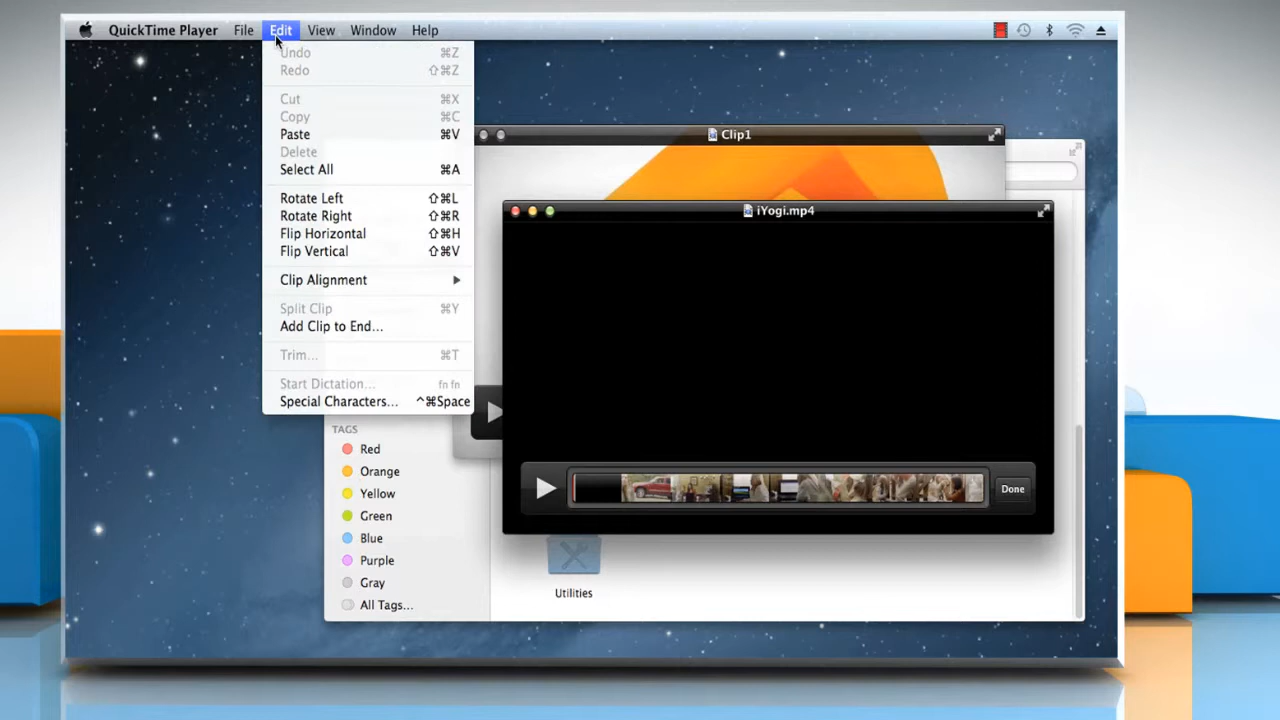 QuickTime Player File Edit View Window Help
Undo ⌘Z
Redo ⇧⌘Z
Cut ⌘X
Copy ⌘C
Paste ⌘V
Delete
Select All ⌘A
Rotate Left ⇧⌘L
Rotate Right ⇧⌘R
Flip Horizontal ⇧⌘H
Flip Vertical ⇧⌘V
Clip Alignment
Split Clip ⌘Y
Add Clip to End...
Trim... ⌘T
Start Dictation... fn fn
Special Characters... ^⌘Space
Clip1
iYogi.mp4
Done
TAGS
Red
Orange
Yellow
Green
Blue
Purple
Gray
All Tags...
Utilities